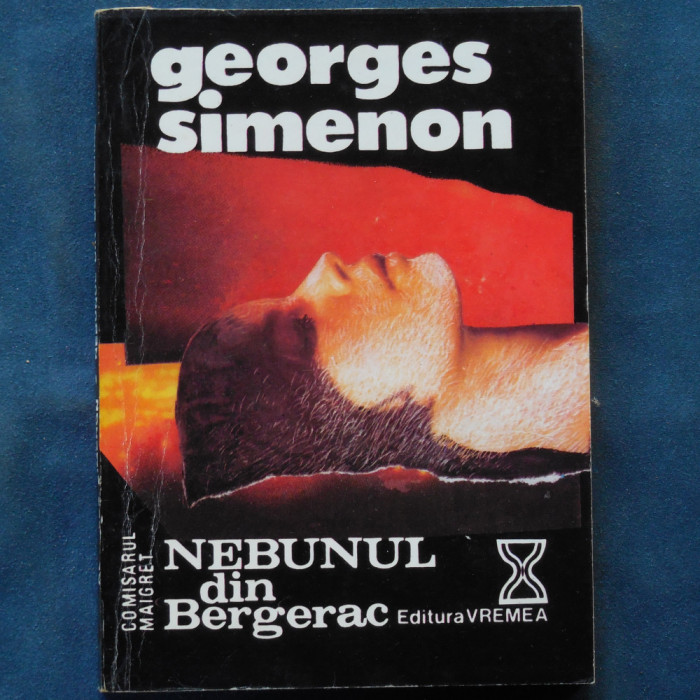 georges
simenon
COMISARUL
MAIGRET
NEBUNUL
din
Bergerac
Editura VREMEA